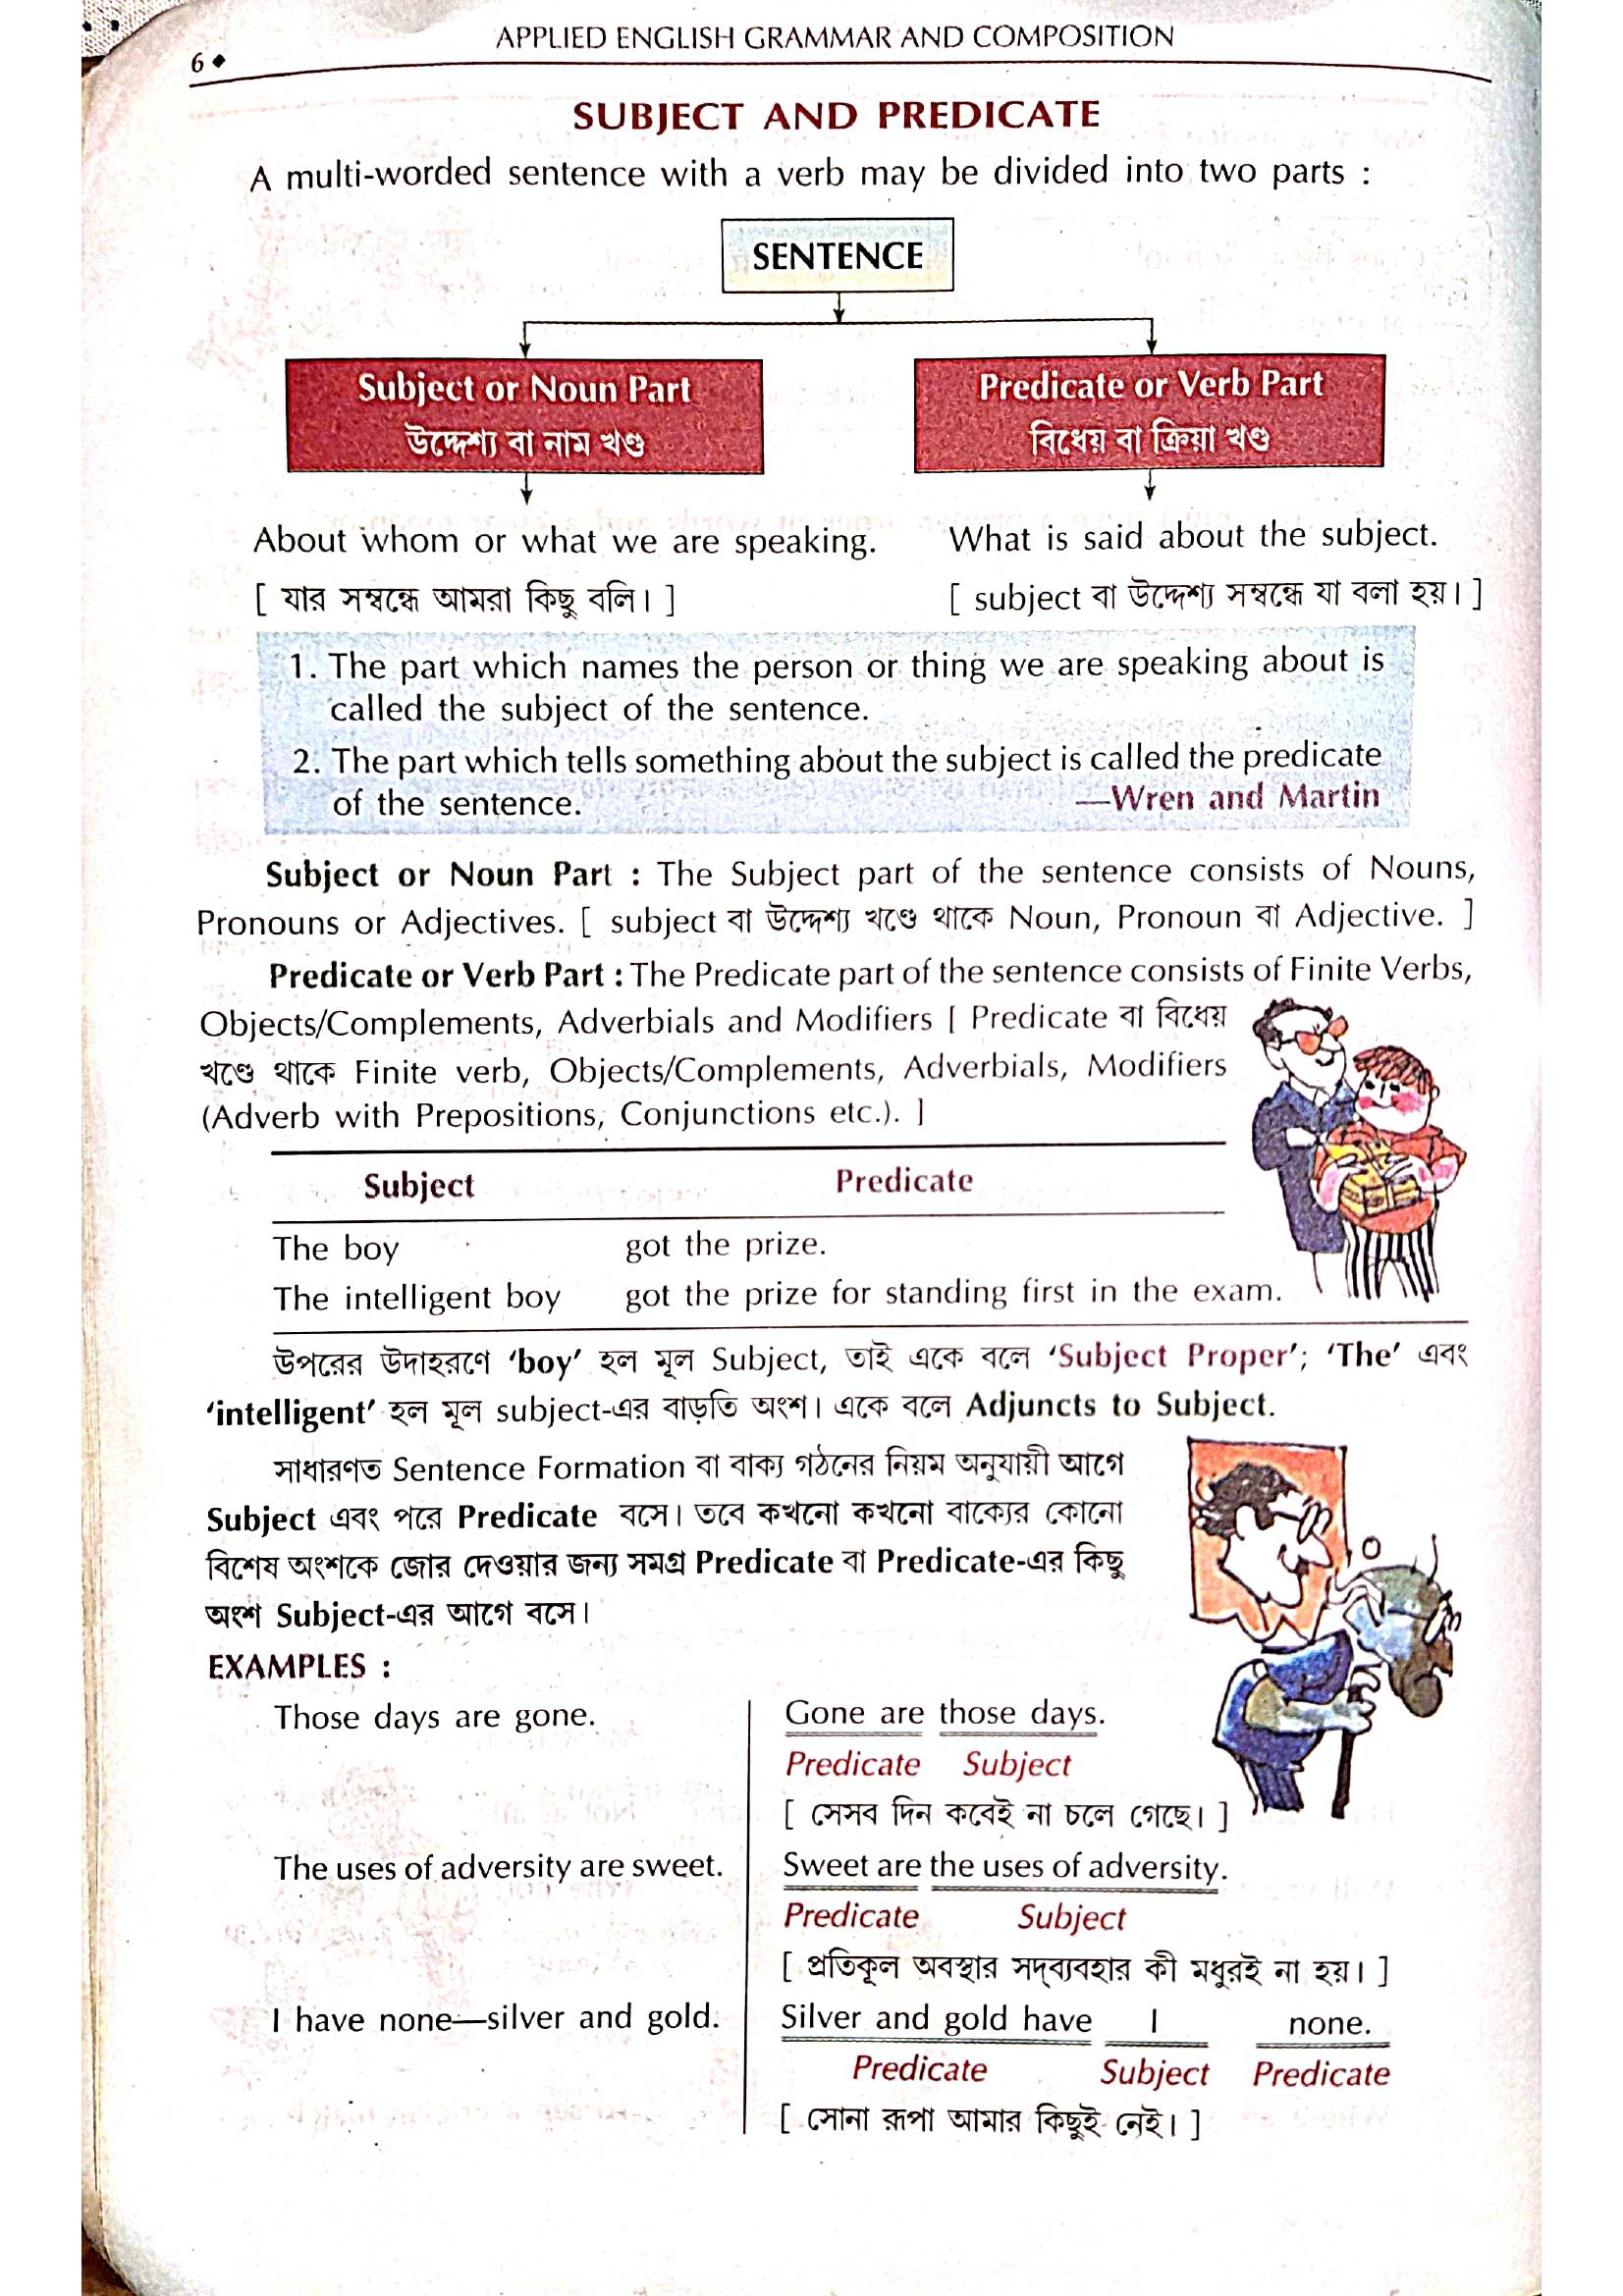 APPLIED ENGLISH GRAMMAR AND COMPOSITION
6◆
SUBJECT AND PREDICATE
A multi-worded sentence with a verb may be divided into two parts :
SENTENCE
Subject or Noun Part
উদ্দেশ্য বা নাম খণ্ড
Predicate or Verb Part
বিধেয় বা ক্রিয়া খণ্ড
About whom or what we are speaking.
[ যার সম্বন্ধে আমরা কিছু বলি। ]
What is said about the subject.
[ subject বা উদ্দেশ্য সম্বন্ধে যা বলা হয়। ]
1. The part which names the person or thing we are speaking about is
called the subject of the sentence.
2. The part which tells something about the subject is called the predicate
of the sentence. —Wren and Martin
Subject or Noun Part : The Subject part of the sentence consists of Nouns,
Pronouns or Adjectives. [ subject বা উদ্দেশ্য খণ্ডে থাকে Noun, Pronoun বা Adjective. ]
Predicate or Verb Part : The Predicate part of the sentence consists of Finite Verbs,
Objects/Complements, Adverbials and Modifiers [ Predicate বা বিধেয়
খণ্ডে থাকে Finite verb, Objects/Complements, Adverbials, Modifiers
(Adverb with Prepositions, Conjunctions etc.). ]
Subject Predicate
The boy got the prize.
The intelligent boy got the prize for standing first in the exam.
উপরের উদাহরণে ‘boy’ হল মূল Subject, তাই একে বলে ‘Subject Proper’; ‘The’ এবং
‘intelligent’ হল মূল subject-এর বাড়তি অংশ। একে বলে Adjuncts to Subject.
সাধারণত Sentence Formation বা বাক্য গঠনের নিয়ম অনুযায়ী আগে
Subject এবং পরে Predicate বসে। তবে কখনো কখনো বাক্যের কোনো
বিশেষ অংশকে জোর দেওয়ার জন্য সমগ্র Predicate বা Predicate-এর কিছু
অংশ Subject-এর আগে বসে।
EXAMPLES :
Those days are gone.
Gone are those days.
Predicate Subject
[ সেসব দিন কবেই না চলে গেছে। ]
The uses of adversity are sweet.
Sweet are the uses of adversity.
Predicate Subject
[ প্রতিকূল অবস্থার সদ্‌ব্যবহার কী মধুরই না হয়। ]
I have none—silver and gold.
Silver and gold have I none.
Predicate Subject Predicate
[ সোনা রূপা আমার কিছুই নেই। ]